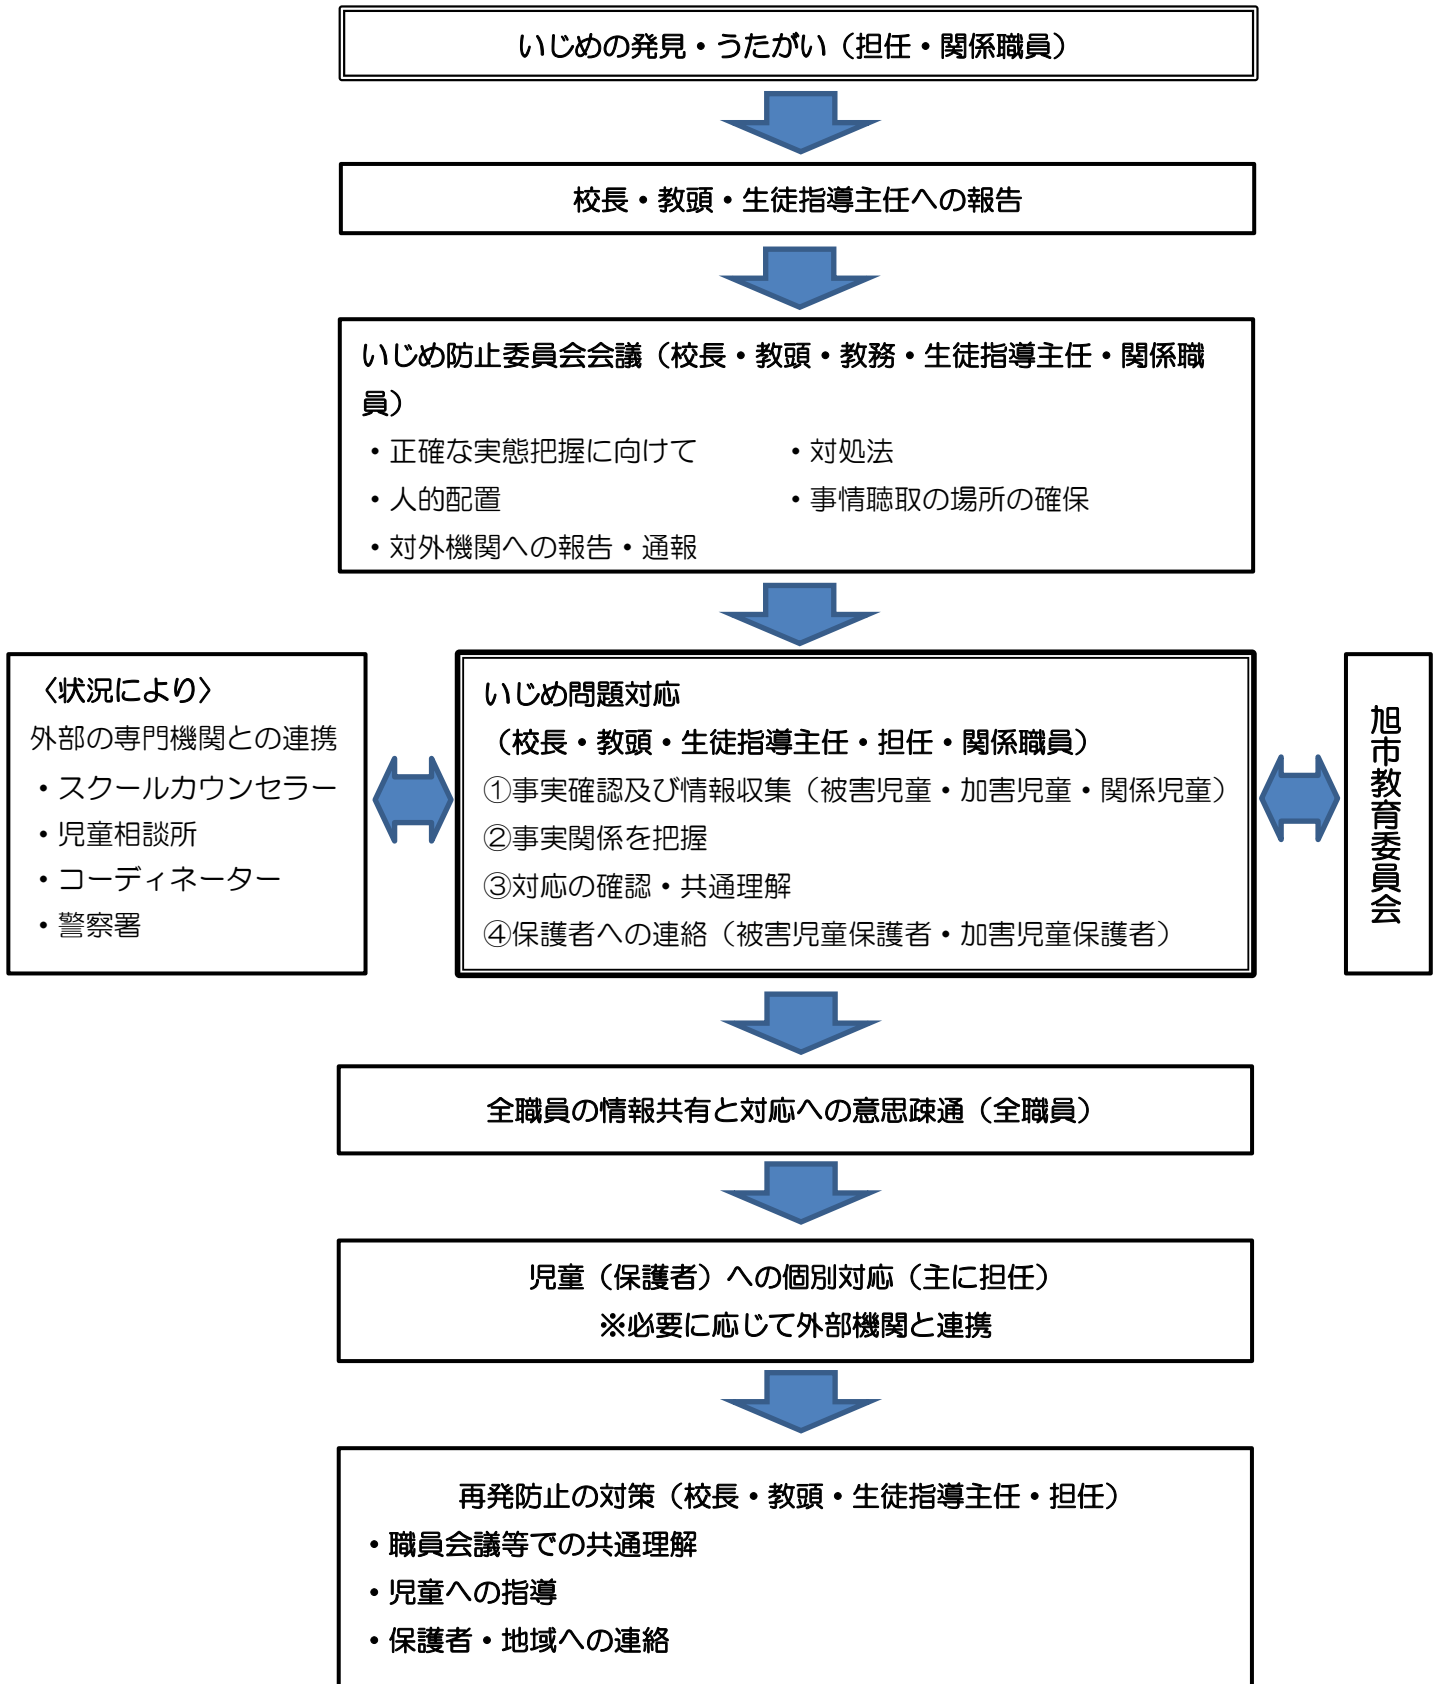 いじめの発見・うたがい（担任・関係職員）
校長・教頭・生徒指導主任への報告
いじめ防止委員会会議（校長・教頭・教務・生徒指導主任・関係職
員）
・正確な実態把握に向けて　　　・対処法
・人的配置　　　　　　　　　　・事情聴取の場所の確保
・対外機関への報告・通報
〈状況により〉
外部の専門機関との連携
・スクールカウンセラー
・児童相談所
・コーディネーター
・警察署
いじめ問題対応
（校長・教頭・生徒指導主任・担任・関係職員）
①事実確認及び情報収集（被害児童・加害児童・関係児童）
②事実関係を把握
③対応の確認・共通理解
④保護者への連絡（被害児童保護者・加害児童保護者）
旭市教育委員会
全職員の情報共有と対応への意思疎通（全職員）
児童（保護者）への個別対応（主に担任）
※必要に応じて外部機関と連携
再発防止の対策（校長・教頭・生徒指導主任・担任）
・職員会議等での共通理解
・児童への指導
・保護者・地域への連絡